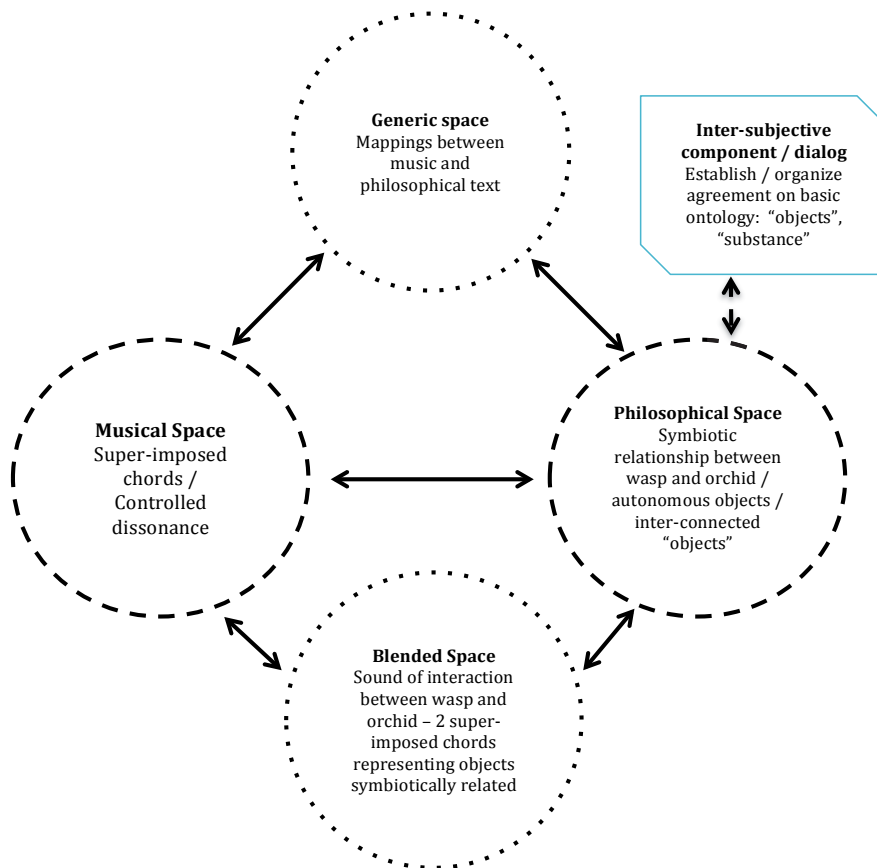 Generic space
Mappings between
music and
philosophical text
Inter-subjective
component / dialog
Establish / organize
agreement on basic
ontology: “objects”,
“substance”
Musical Space
Super-imposed
chords /
Controlled
dissonance
Philosophical Space
Symbiotic
relationship between
wasp and orchid /
autonomous objects /
inter-connected
“objects”
Blended Space
Sound of interaction
between wasp and
orchid – 2 super-
imposed chords
representing objects
symbiotically related